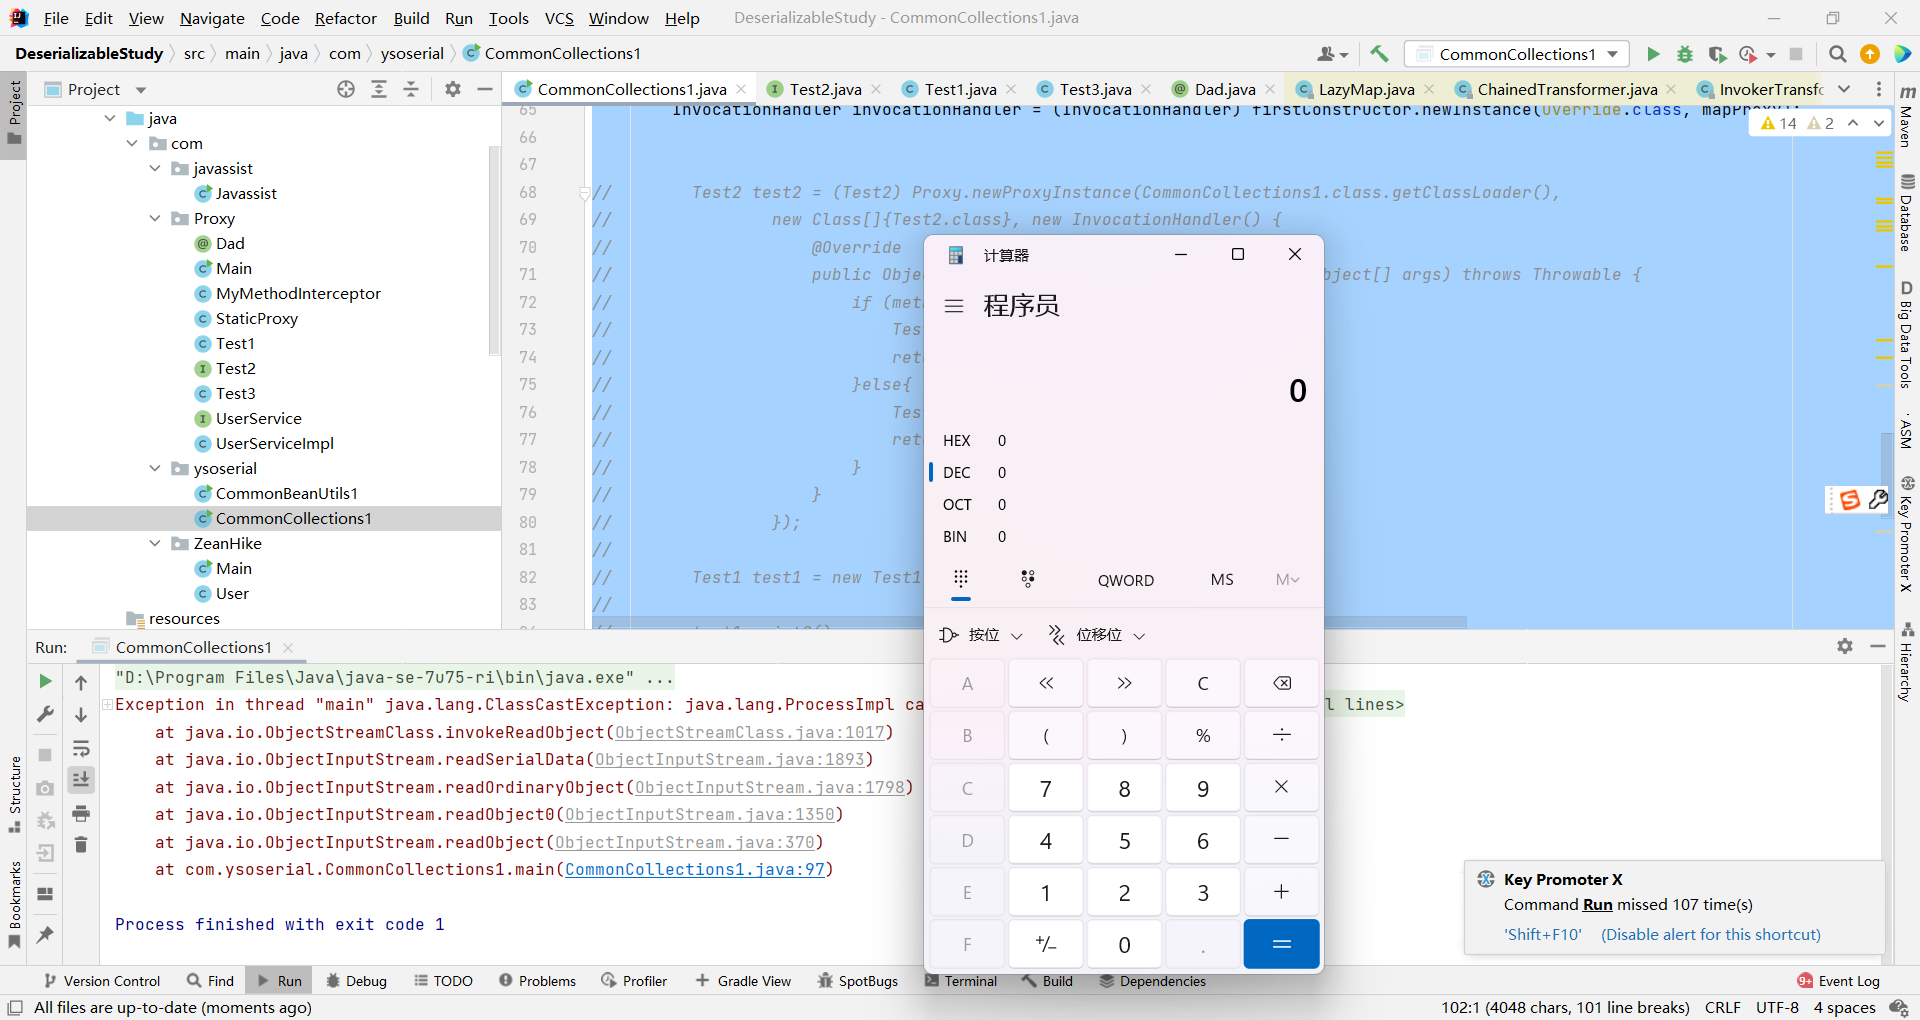 File Edit View Navigate Code Refactor Build Run Tools VCS Window Help DeserializableStudy - CommonCollections1.java
DeserializableStudy src main java com ysoserial CommonCollections1
CommonCollections1
Project
CommonCollections1.java Test2.java Test1.java Test3.java Dad.java LazyMap.java ChainedTransformer.java InvokerTransfo
java
com
javassist
Javassist
Proxy
Dad
Main
MyMethodInterceptor
StaticProxy
Test1
Test2
Test3
UserService
UserServiceImpl
ysoserial
CommonBeanUtils1
CommonCollections1
ZeanHike
Main
User
resources
14 2
65 InvocationHandler invocationHandler = (InvocationHandler) firstConstructor.newInstance(Override.class, mapProxy);
66
67
68 // Test2 test2 = (Test2) Proxy.newProxyInstance(CommonCollections1.class.getClassLoader(),
69 // new Class[]{Test2.class}, new InvocationHandler() {
70 // @Override
71 // public Obje bject[] args) throws Throwable {
72 // if (met
73 // Tes
74 // ret
75 // }else{
76 // Tes
77 // ret
78 // }
79 // }
80 // });
81 //
82 // Test1 test1 = new Test1
83 //
计算器
程序员
0
HEX 0
DEC 0
OCT 0
BIN 0
QWORD MS M
按位 位移位
A « » C
B ( ) % ÷
C 7 8 9 ×
D 4 5 6 −
E 1 2 3 +
F +/− 0 . =
Run: CommonCollections1
"D:\Program Files\Java\java-se-7u75-ri\bin\java.exe" ...
Exception in thread "main" java.lang.ClassCastException: java.lang.ProcessImpl ca l lines>
at java.io.ObjectStreamClass.invokeReadObject(ObjectStreamClass.java:1017)
at java.io.ObjectInputStream.readSerialData(ObjectInputStream.java:1893)
at java.io.ObjectInputStream.readOrdinaryObject(ObjectInputStream.java:1798)
at java.io.ObjectInputStream.readObject0(ObjectInputStream.java:1350)
at java.io.ObjectInputStream.readObject(ObjectInputStream.java:370)
at com.ysoserial.CommonCollections1.main(CommonCollections1.java:97)
Process finished with exit code 1
Key Promoter X
Command Run missed 107 time(s)
'Shift+F10' (Disable alert for this shortcut)
Project
Structure
Bookmarks
Maven
Database
Big Data Tools
ASM
Key Promoter X
Hierarchy
Version Control Find Run Debug TODO Problems Profiler Gradle View SpotBugs Terminal Build Dependencies 9+ Event Log
All files are up-to-date (moments ago) 102:1 (4048 chars, 101 line breaks) CRLF UTF-8 4 spaces